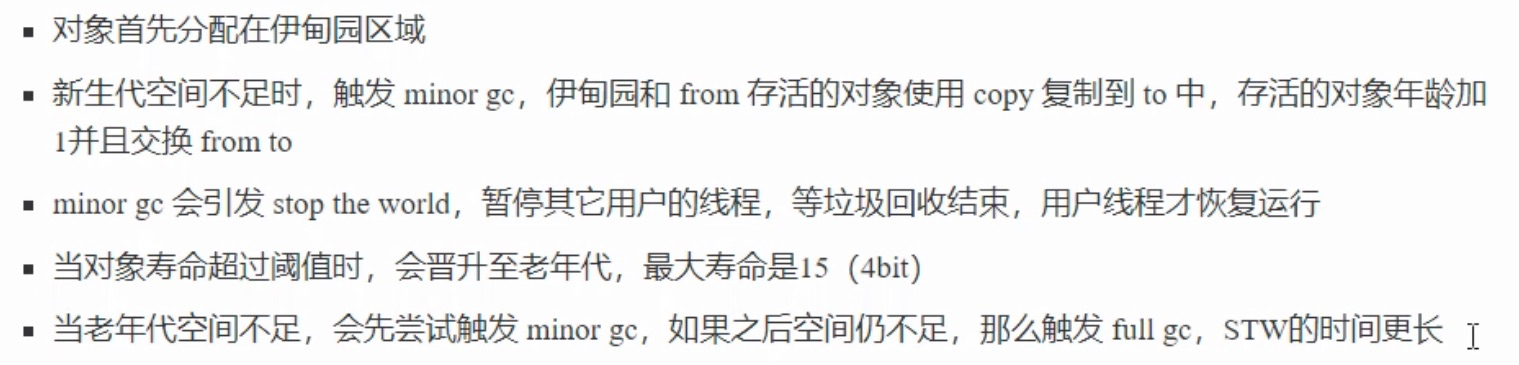 ▪ 对象首先分配在伊甸园区域
▪ 新生代空间不足时，触发 minor gc，伊甸园和 from 存活的对象使用 copy 复制到 to 中，存活的对象年龄加
1并且交换 from to
▪ minor gc 会引发 stop the world，暂停其它用户的线程，等垃圾回收结束，用户线程才恢复运行
▪ 当对象寿命超过阈值时，会晋升至老年代，最大寿命是15（4bit）
▪ 当老年代空间不足，会先尝试触发 minor gc，如果之后空间仍不足，那么触发 full gc，STW的时间更长